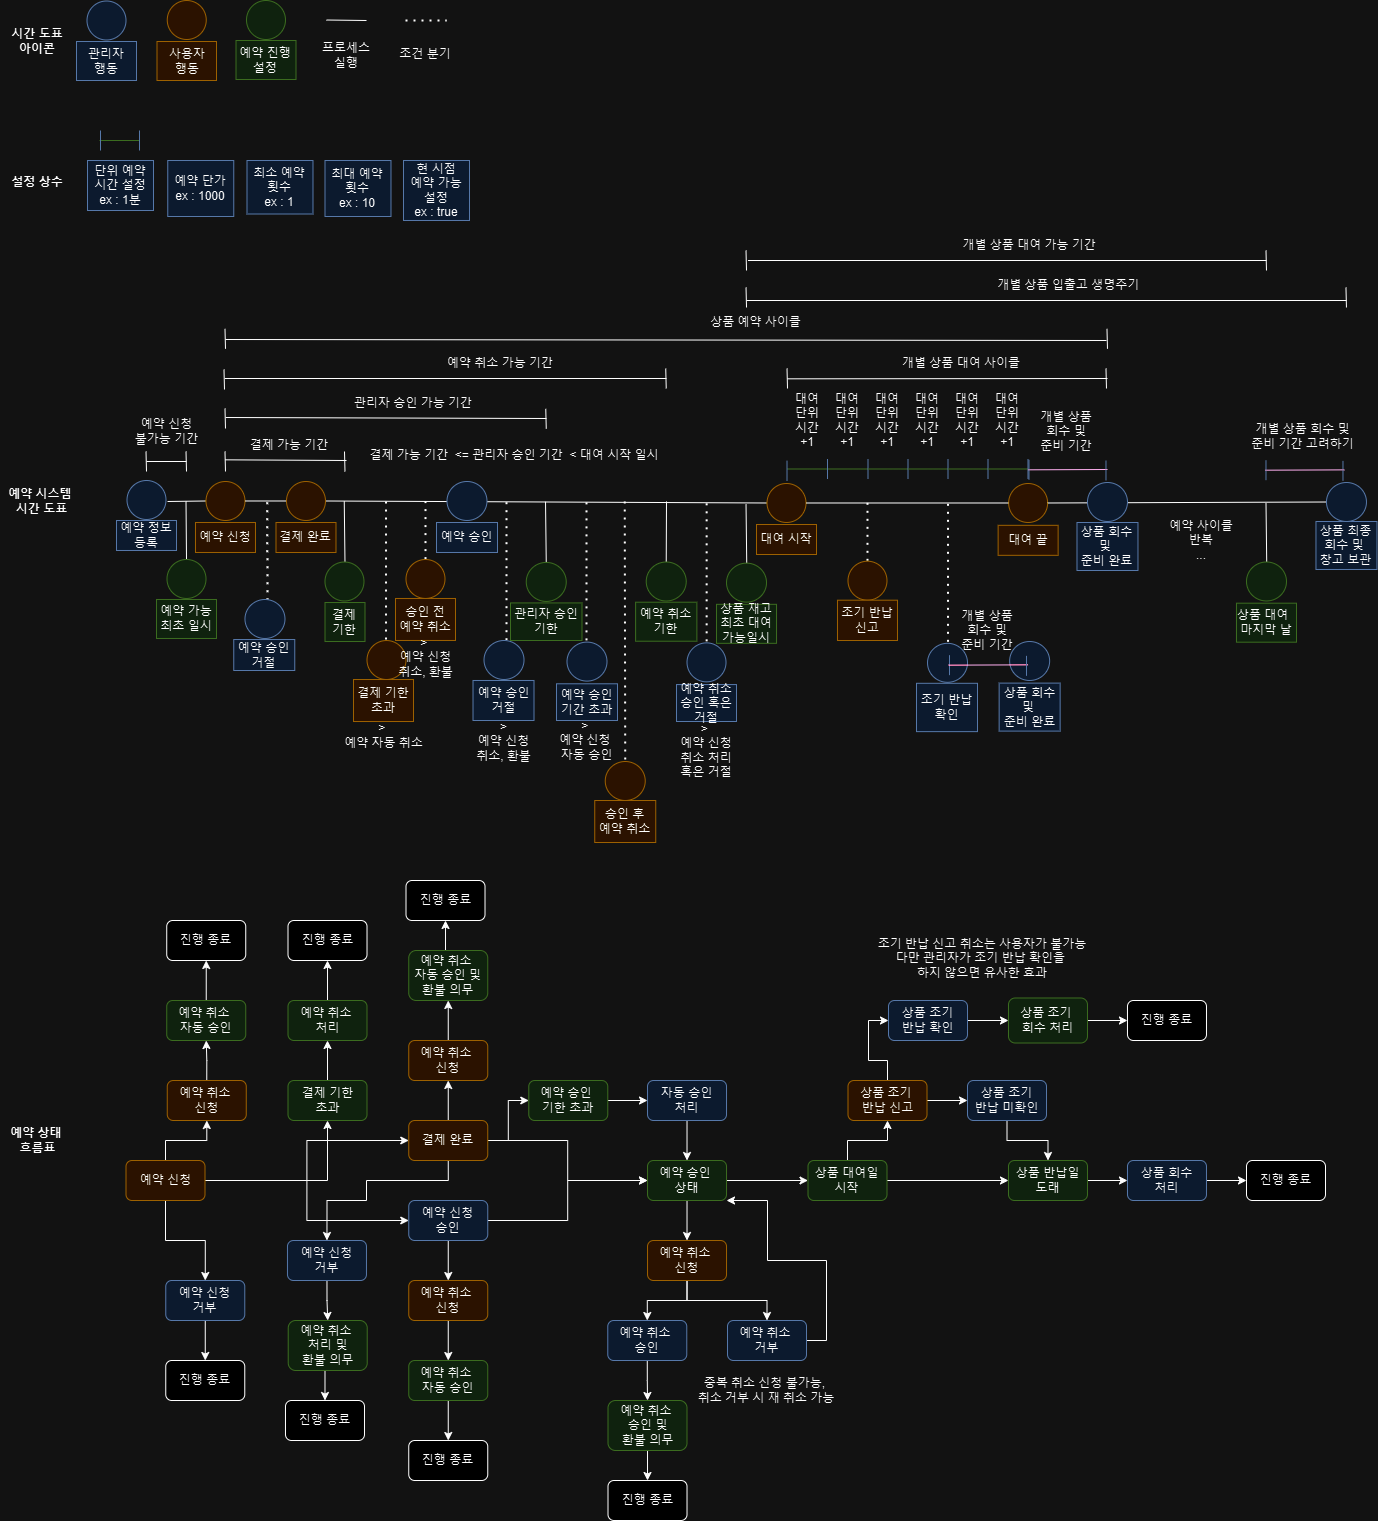 시간 도표
아이콘
관리자
행동
사용자
행동
예약 진행
설정
프로세스
실행
조건 분기
설정 상수
단위 예약
시간 설정
ex : 1분
예약 단가
ex : 1000
최소 예약
횟수
ex : 1
최대 예약
횟수
ex : 10
현 시점
예약 가능
설정
ex : true
개별 상품 대여 가능 기간
개별 상품 입출고 생명주기
상품 예약 사이클
예약 취소 가능 기간
개별 상품 대여 사이클
관리자 승인 가능 기간
대여
단위
시간
+1
대여
단위
시간
+1
대여
단위
시간
+1
대여
단위
시간
+1
대여
단위
시간
+1
대여
단위
시간
+1
개별 상품
회수 및
준비 기간
예약 신청
불가능 기간
결제 가능 기간
결제 가능 기간 <= 관리자 승인 기간 < 대여 시작 일시
개별 상품 회수 및
준비 기간 고려하기
예약 시스템
시간 도표
예약 정보
등록
예약 신청
결제 완료
예약 승인
대여 시작
대여 끝
상품 회수
및
준비 완료
예약 사이클
반복
...
상품 최종
회수 및
창고 보관
예약 가능
최초 일시
예약 승인
거절
결제
기한
승인 전
예약 취소
>
예약 신청
취소, 환불
결제 기한
초과
>
예약 자동 취소
예약 승인
거절
>
예약 신청
취소, 환불
관리자 승인
기한
예약 승인
기간 초과
>
예약 신청
자동 승인
승인 후
예약 취소
예약 취소
기한
예약 취소
승인 혹은
거절
>
예약 신청
취소 처리
혹은 거절
상품 재고
최초 대여
가능일시
조기 반납
신고
조기 반납
확인
개별 상품
회수 및
준비 기간
상품 회수
및
준비 완료
상품 대여
마지막 날
예약 상태
흐름표
진행 종료
예약 취소
자동 승인
예약 취소
신청
예약 신청
예약 신청
거부
진행 종료
진행 종료
예약 취소
처리
결제 기한
초과
예약 신청
거부
예약 취소
처리 및
환불 의무
진행 종료
진행 종료
예약 취소
자동 승인 및
환불 의무
예약 취소
신청
결제 완료
예약 신청
승인
예약 취소
신청
예약 취소
자동 승인
진행 종료
예약 승인
기한 초과
자동 승인
처리
예약 승인
상태
예약 취소
신청
예약 취소
승인
예약 취소
거부
중복 취소 신청 불가능,
취소 거부 시 재 취소 가능
예약 취소
승인 및
환불 의무
진행 종료
조기 반납 신고 취소는 사용자가 불가능
다만 관리자가 조기 반납 확인을
하지 않으면 유사한 효과
상품 조기
반납 확인
상품 조기
회수 처리
진행 종료
상품 조기
반납 신고
상품 조기
반납 미확인
상품 대여일
시작
상품 반납일
도래
상품 회수
처리
진행 종료